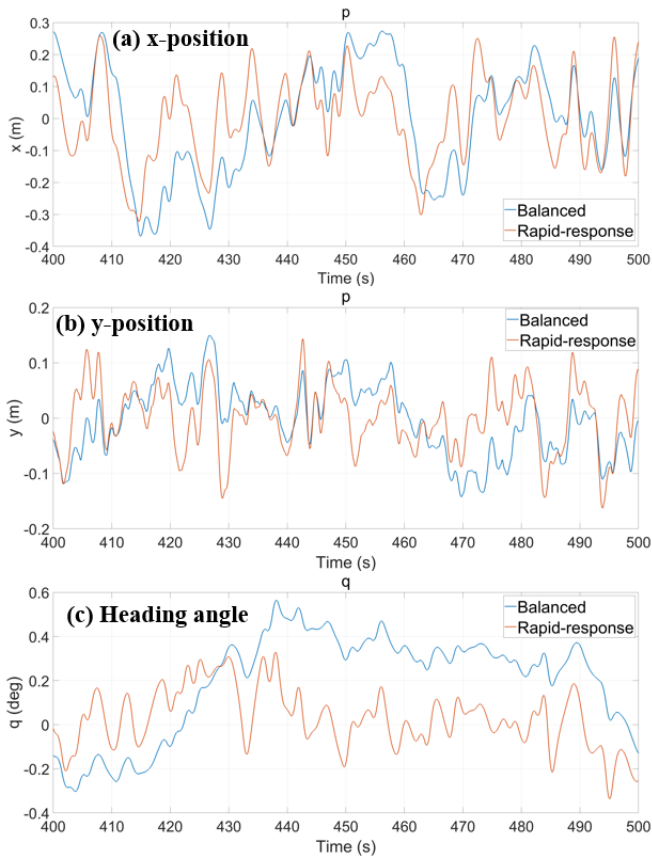 p
(a) x-position
0.3
0.2
0.1
0
-0.1
-0.2
-0.3
-0.4
x (m)
Balanced
Rapid-response
400 410 420 430 440 450 460 470 480 490 500
Time (s)
p
(b) y-position
0.2
0.1
0
-0.1
-0.2
y (m)
Balanced
Rapid-response
400 410 420 430 440 450 460 470 480 490 500
Time (s)
q
(c) Heading angle
0.6
0.4
0.2
0
-0.2
-0.4
q (deg)
Balanced
Rapid-response
400 410 420 430 440 450 460 470 480 490 500
Time (s)